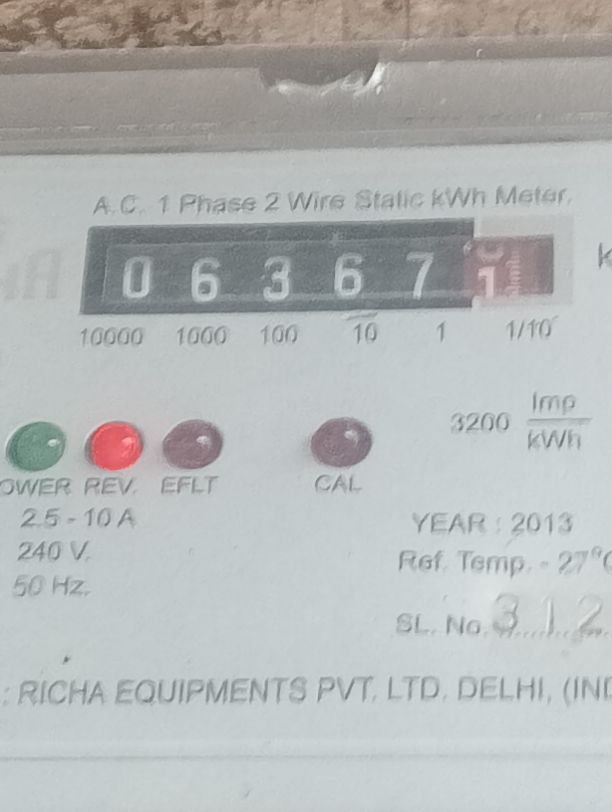 A.C. 1 Phase 2 Wire Static kWh Meter.
0 6 3 6 7 1
10000 1000 100 10 1 1/10
3200 Imp/kWh
OWER REV. EFLT CAL
2.5 - 10 A
YEAR : 2013
240 V.
Ref. Temp. - 27°C
50 Hz.
SL. No. 312
: RICHA EQUIPMENTS PVT. LTD. DELHI, (IND